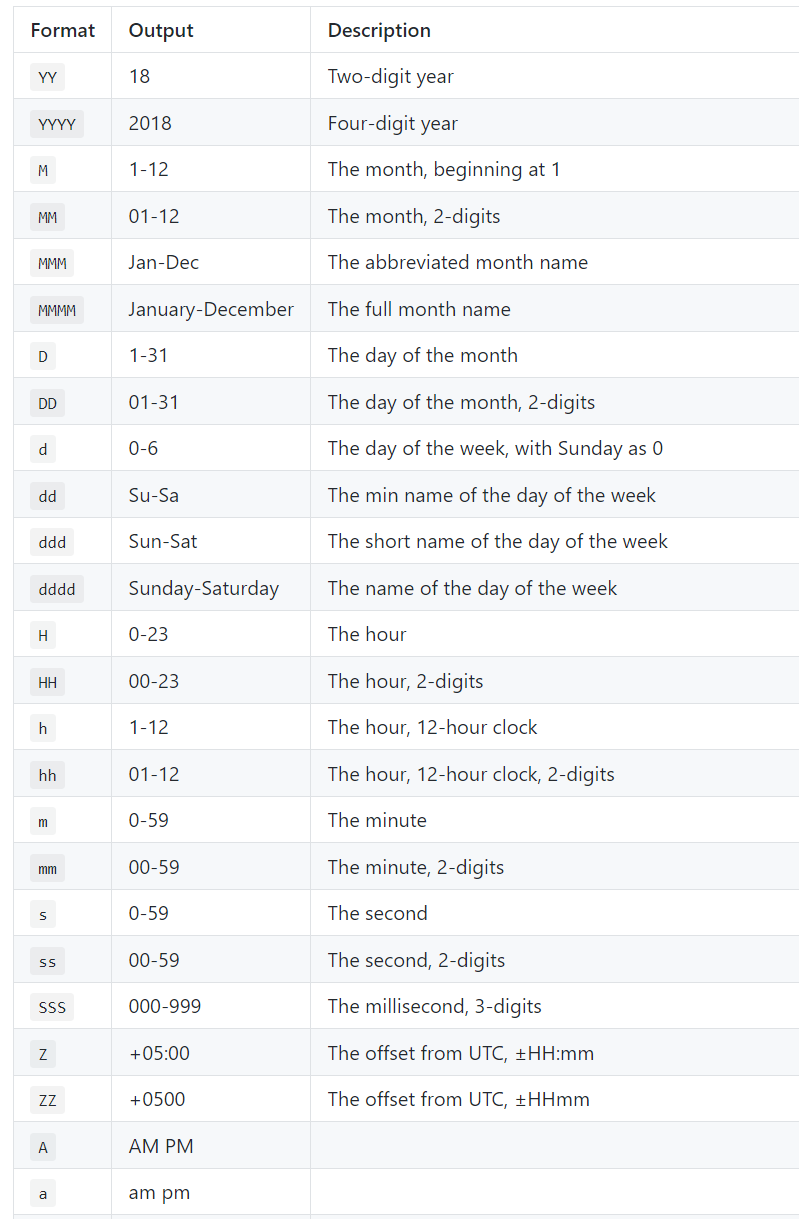 Format Output Description
YY 18 Two-digit year
YYYY 2018 Four-digit year
M 1-12 The month, beginning at 1
MM 01-12 The month, 2-digits
MMM Jan-Dec The abbreviated month name
MMMM January-December The full month name
D 1-31 The day of the month
DD 01-31 The day of the month, 2-digits
d 0-6 The day of the week, with Sunday as 0
dd Su-Sa The min name of the day of the week
ddd Sun-Sat The short name of the day of the week
dddd Sunday-Saturday The name of the day of the week
H 0-23 The hour
HH 00-23 The hour, 2-digits
h 1-12 The hour, 12-hour clock
hh 01-12 The hour, 12-hour clock, 2-digits
m 0-59 The minute
mm 00-59 The minute, 2-digits
s 0-59 The second
ss 00-59 The second, 2-digits
SSS 000-999 The millisecond, 3-digits
Z +05:00 The offset from UTC, ±HH:mm
ZZ +0500 The offset from UTC, ±HHmm
A AM PM
a am pm